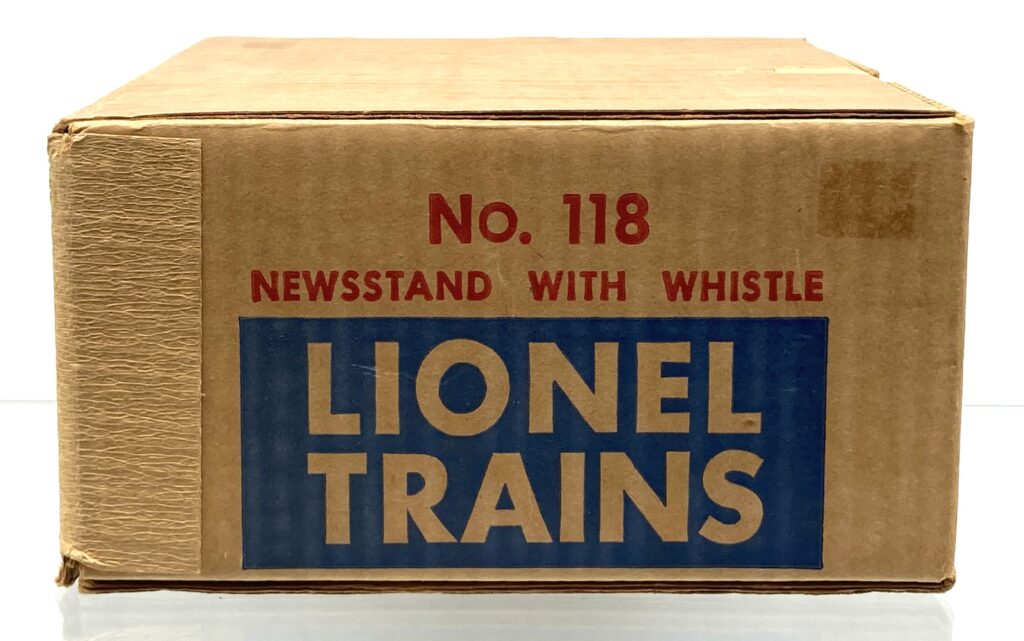 No. 118
NEWSSTAND WITH WHISTLE
LIONEL
TRAINS